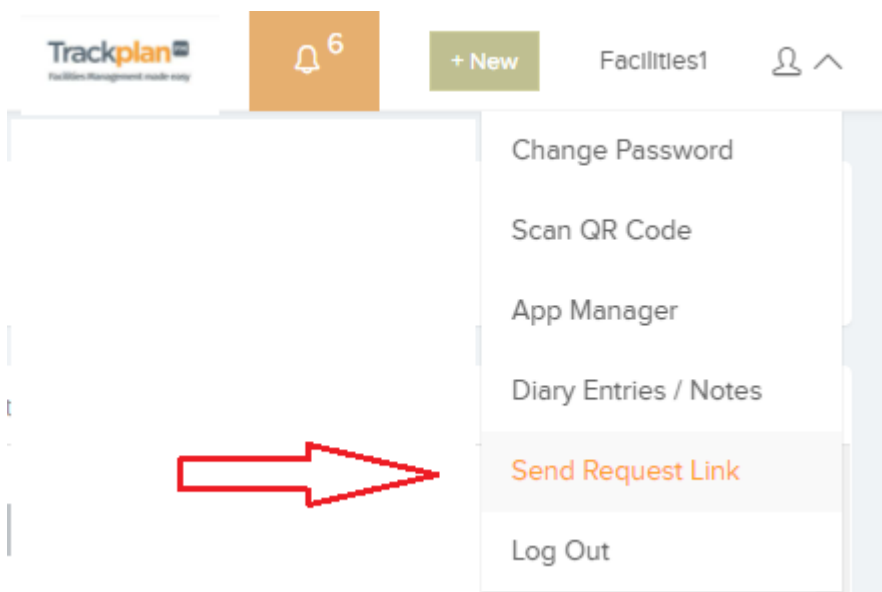 Trackplan
Facilities Management made easy
6
+ New
Facilities1
Change Password
Scan QR Code
App Manager
Diary Entries / Notes
Send Request Link
Log Out
t